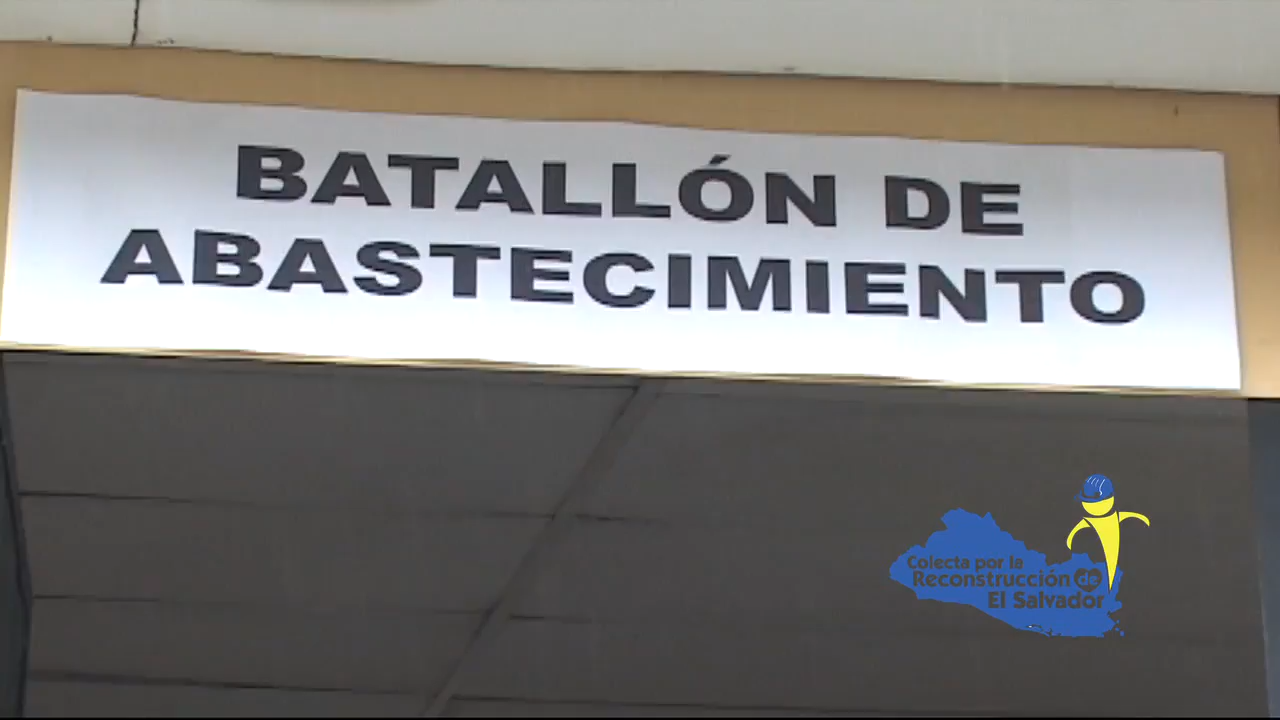 BATALLÓN DE
ABASTECIMIENTO
Colecta por la
Reconstrucción de
El Salvador